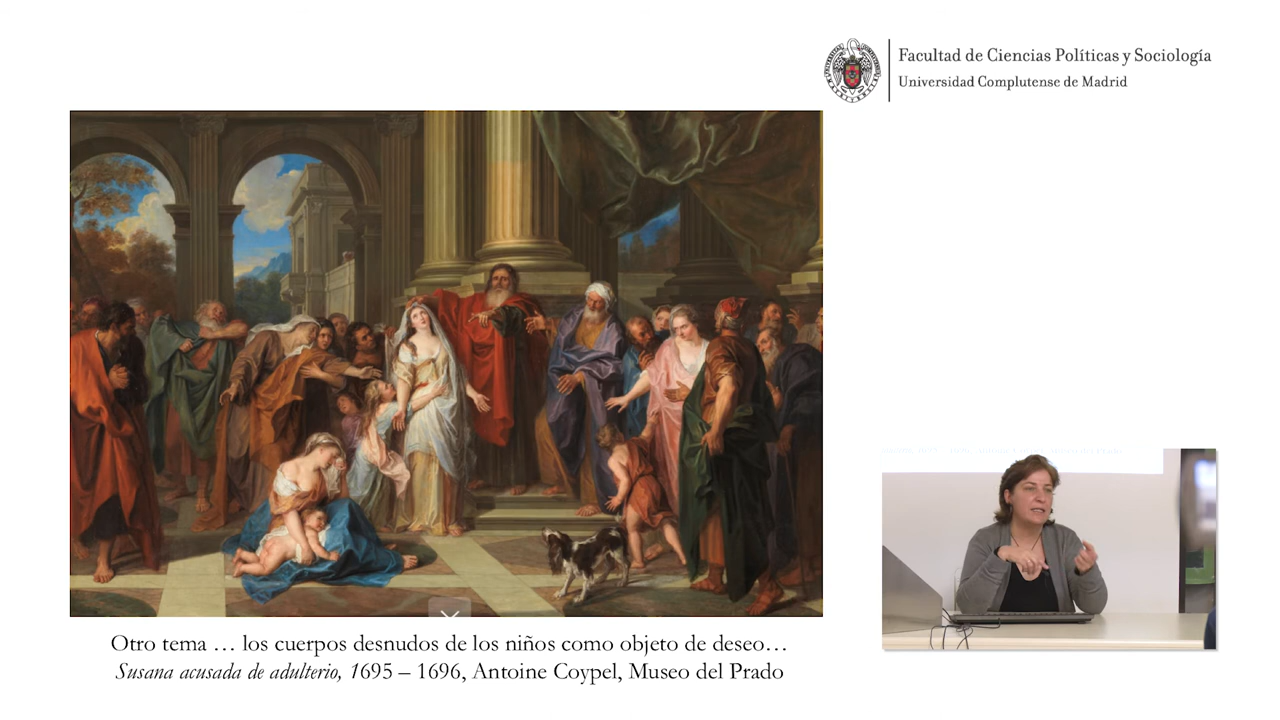 Facultad de Ciencias Políticas y Sociología
Universidad Complutense de Madrid
Otro tema … los cuerpos desnudos de los niños como objeto de deseo…
Susana acusada de adulterio, 1695 – 1696, Antoine Coypel, Museo del Prado